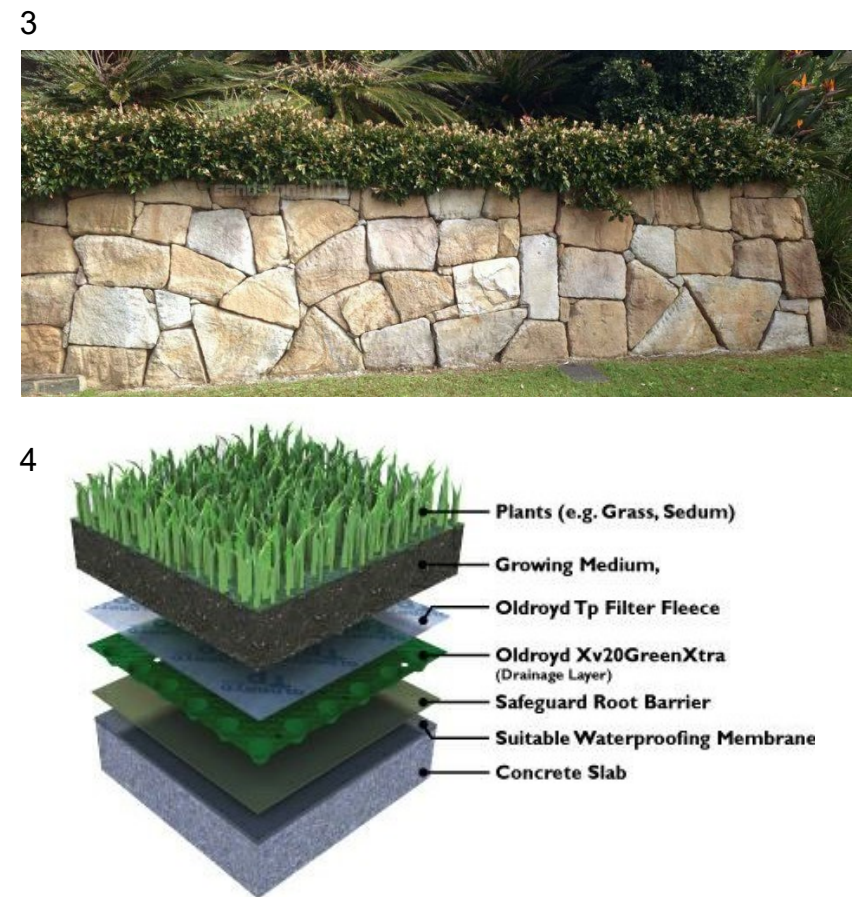 3
4
Plants (e.g. Grass, Sedum)
Growing Medium,
Oldroyd Tp Filter Fleece
Oldroyd Xv20GreenXtra
(Drainage Layer)
Safeguard Root Barrier
Suitable Waterproofing Membrane
Concrete Slab